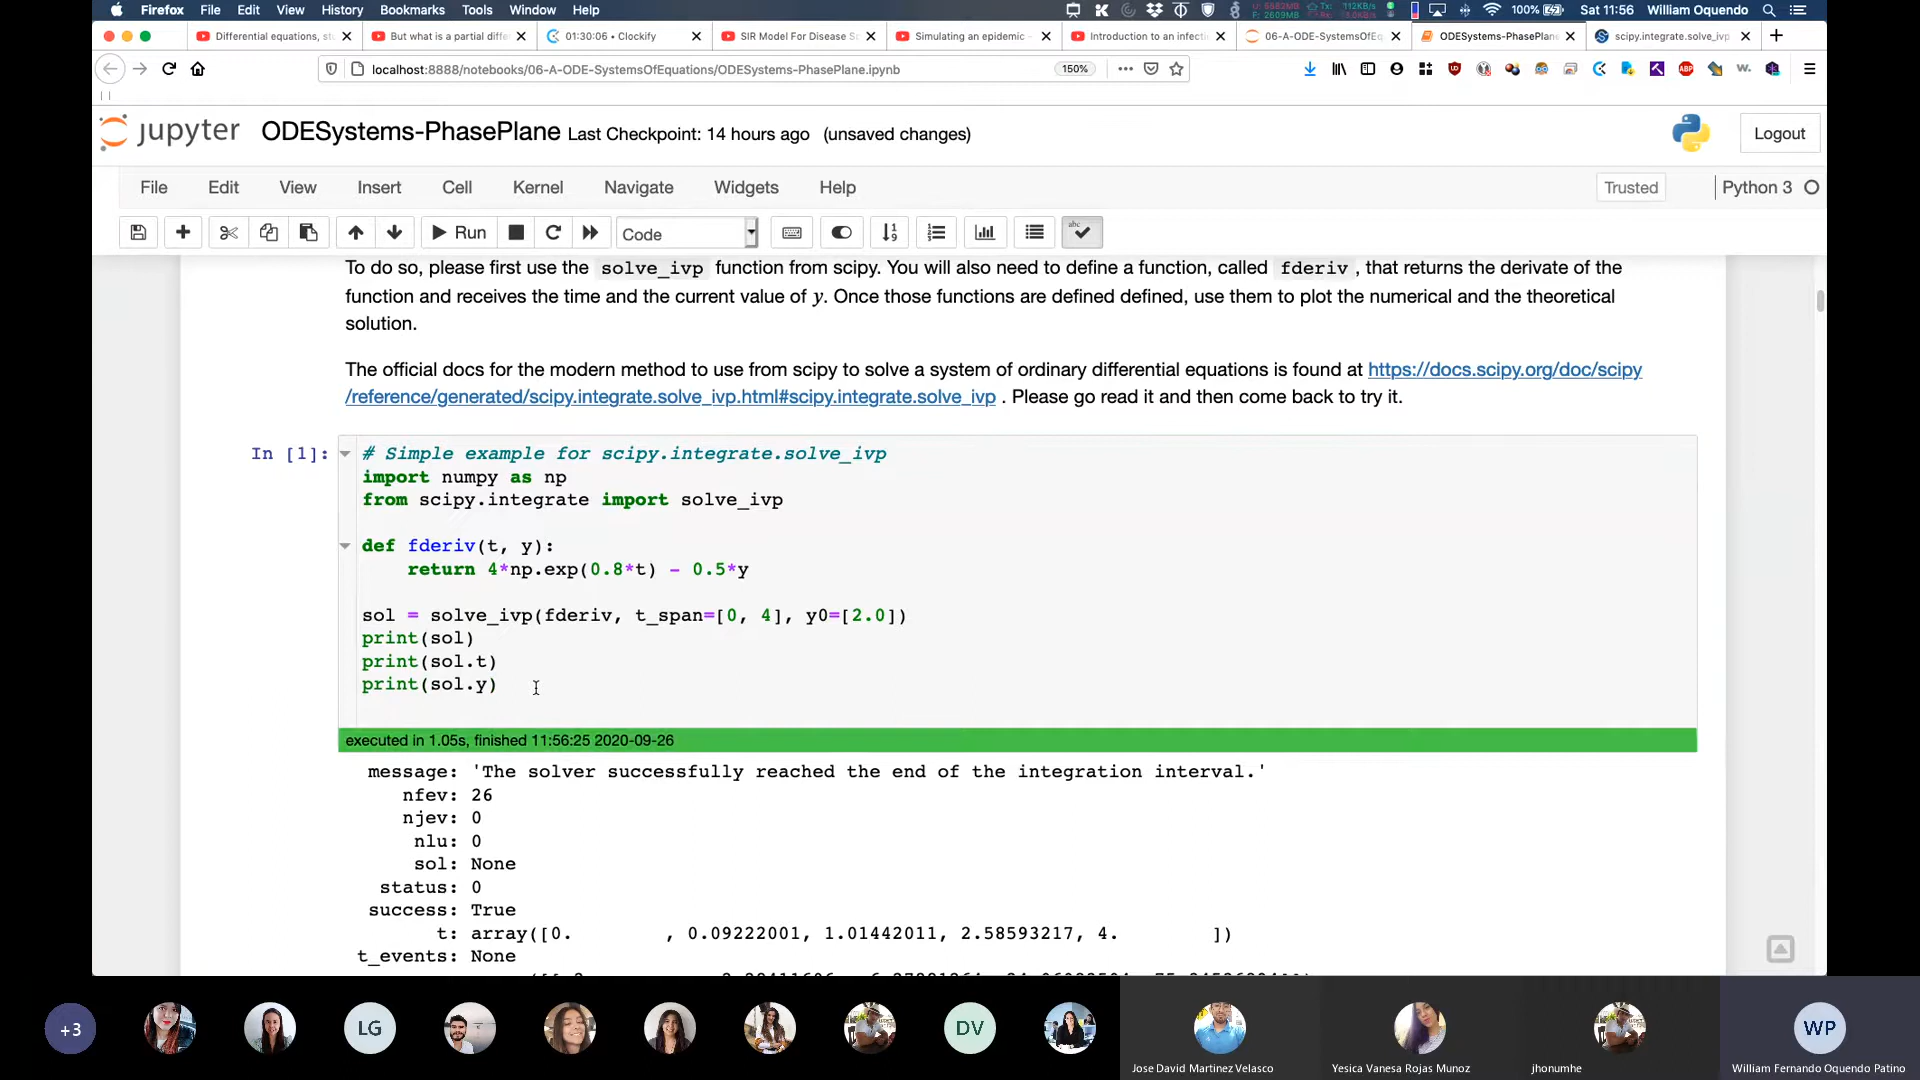 Firefox File Edit View History Bookmarks Tools Window Help 100% Sat 11:56 William Oquendo
Differential equations, st But what is a partial diffe 01:30:06 • Clockify SIR Model For Disease S Simulating an epidemic - Introduction to an infecti 06-A-ODE-SystemsOfEq ODESystems-PhasePlane scipy.integrate.solve_ivp
localhost:8888/notebooks/06-A-ODE-SystemsOfEquations/ODESystems-PhasePlane.ipynb 150%
jupyter ODESystems-PhasePlane Last Checkpoint: 14 hours ago (unsaved changes) Logout
File Edit View Insert Cell Kernel Navigate Widgets Help Trusted Python 3
Run Code
To do so, please first use the solve_ivp function from scipy. You will also need to define a function, called fderiv , that returns the derivate of the
function and receives the time and the current value of y. Once those functions are defined defined, use them to plot the numerical and the theoretical
solution.
The official docs for the modern method to use from scipy to solve a system of ordinary differential equations is found at https://docs.scipy.org/doc/scipy
/reference/generated/scipy.integrate.solve_ivp.html#scipy.integrate.solve_ivp . Please go read it and then come back to try it.
In [1]: # Simple example for scipy.integrate.solve_ivp
import numpy as np
from scipy.integrate import solve_ivp
def fderiv(t, y):
return 4*np.exp(0.8*t) - 0.5*y
sol = solve_ivp(fderiv, t_span=[0, 4], y0=[2.0])
print(sol)
print(sol.t)
print(sol.y)
executed in 1.05s, finished 11:56:25 2020-09-26
message: 'The solver successfully reached the end of the integration interval.'
nfev: 26
njev: 0
nlu: 0
sol: None
status: 0
success: True
t: array([0. , 0.09222001, 1.01442011, 2.58593217, 4. ])
t_events: None
+3 LG DV WP
Jose David Martinez Velasco Yesica Vanesa Rojas Munoz jhonumhe William Fernando Oquendo Patino